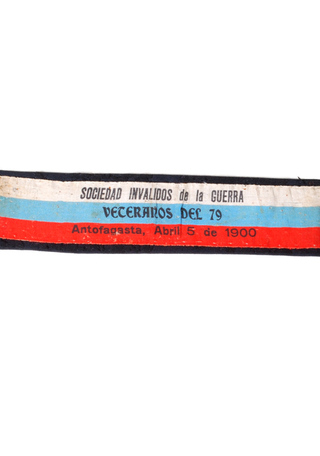 SOCIEDAD INVALIDOS de la GUERRA
VETERANOS DEL 79
Antofagasta, Abril 5 de 1900